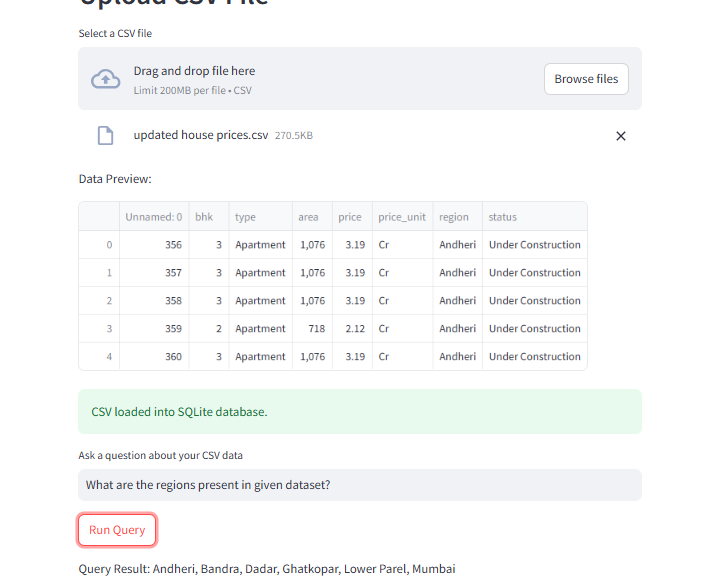 Upload CSV File
Select a CSV file
Drag and drop file here
Limit 200MB per file • CSV
Browse files
updated house prices.csv 270.5KB
Data Preview:
Unnamed: 0 bhk type area price price_unit region status
0 356 3 Apartment 1,076 3.19 Cr Andheri Under Construction
1 357 3 Apartment 1,076 3.19 Cr Andheri Under Construction
2 358 3 Apartment 1,076 3.19 Cr Andheri Under Construction
3 359 2 Apartment 718 2.12 Cr Andheri Under Construction
4 360 3 Apartment 1,076 3.19 Cr Andheri Under Construction
CSV loaded into SQLite database.
Ask a question about your CSV data
What are the regions present in given dataset?
Run Query
Query Result: Andheri, Bandra, Dadar, Ghatkopar, Lower Parel, Mumbai